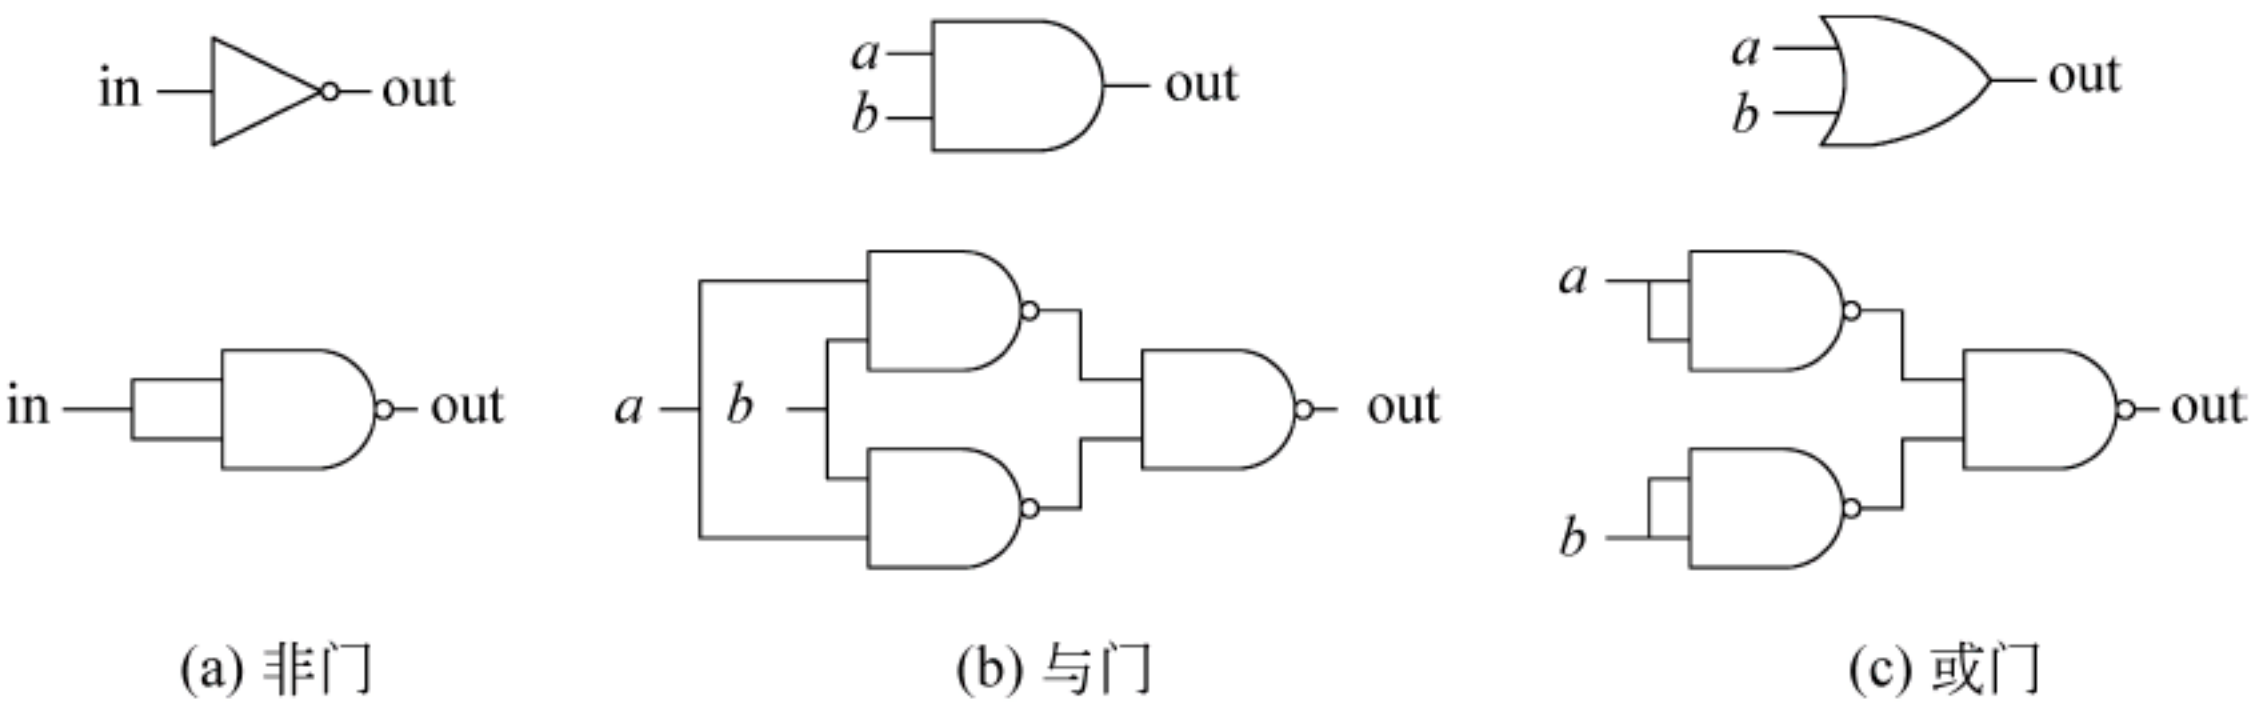 in out
a
b
out
a
b
out
in out
a b out
a
b
out
(a) 非门
(b) 与门
(c) 或门